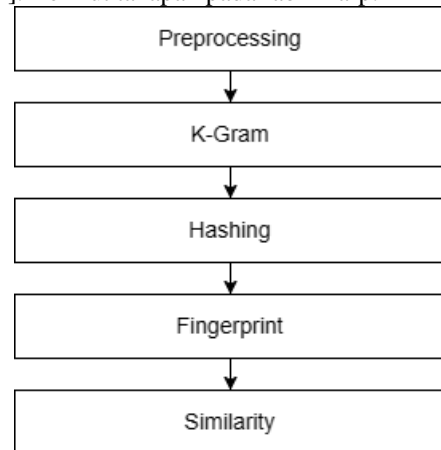 Preprocessing
K-Gram
Hashing
Fingerprint
Similarity